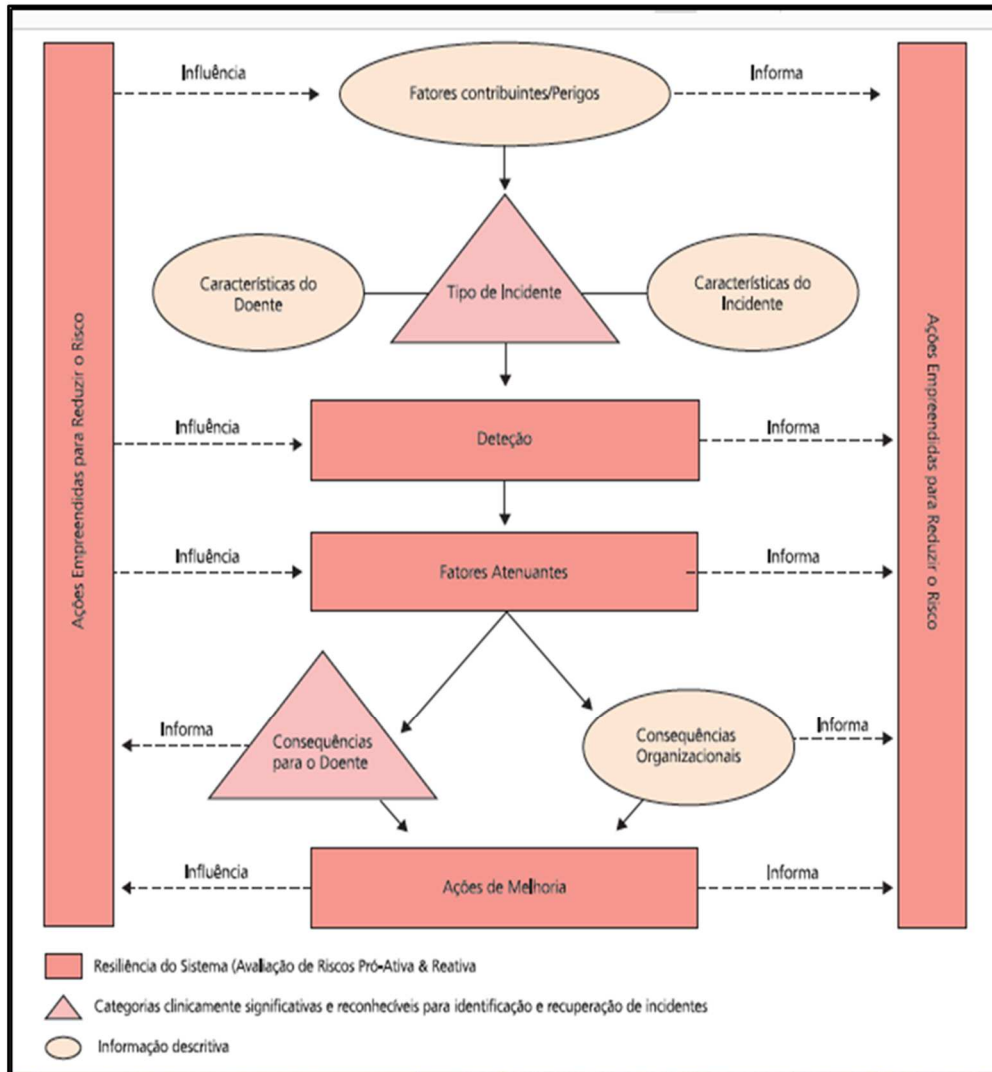 Influência
Fatores contribuintes/Perigos
Informa
Características do
Doente
Tipo de Incidente
Características do
Incidente
Ações Empreendidas para Reduzir o Risco
Ações Empreendidas para Reduzir o Risco
Influência
Deteção
Informa
Influência
Fatores Atenuantes
Informa
Informa
Consequências
para o Doente
Consequências
Organizacionais
Informa
Influência
Ações de Melhoria
Informa
Resiliência do Sistema (Avaliação de Riscos Pró-Ativa & Reativa
Categorias clinicamente significativas e reconhecíveis para identificação e recuperação de incidentes
Informação descritiva